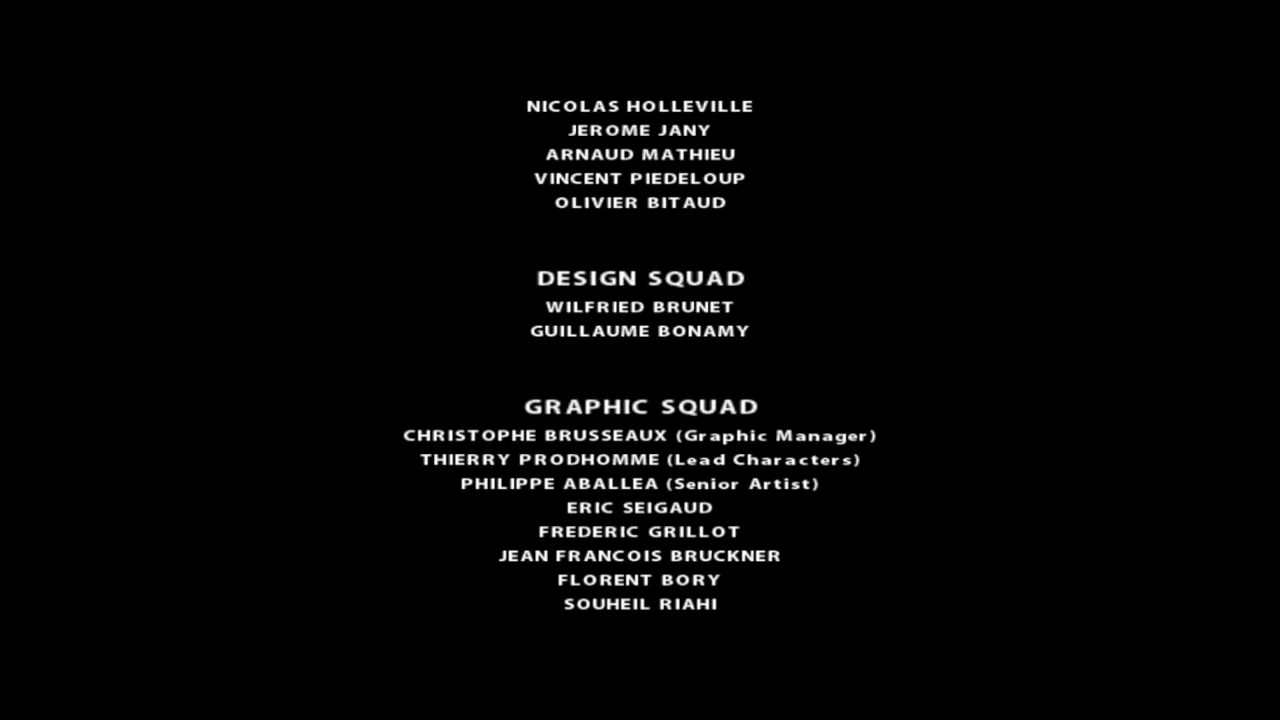 NICOLAS HOLLEVILLE
JEROME JANY
ARNAUD MATHIEU
VINCENT PIEDELOUP
OLIVIER BITAUD
DESIGN SQUAD
WILFRIED BRUNET
GUILLAUME BONAMY
GRAPHIC SQUAD
CHRISTOPHE BRUSSEAUX (Graphic Manager)
THIERRY PRODHOMME (Lead Characters)
PHILIPPE ABALLEA (Senior Artist)
ERIC SEIGAUD
FREDERIC GRILLOT
JEAN FRANCOIS BRUCKNER
FLORENT BORY
SOUHEIL RIAHI